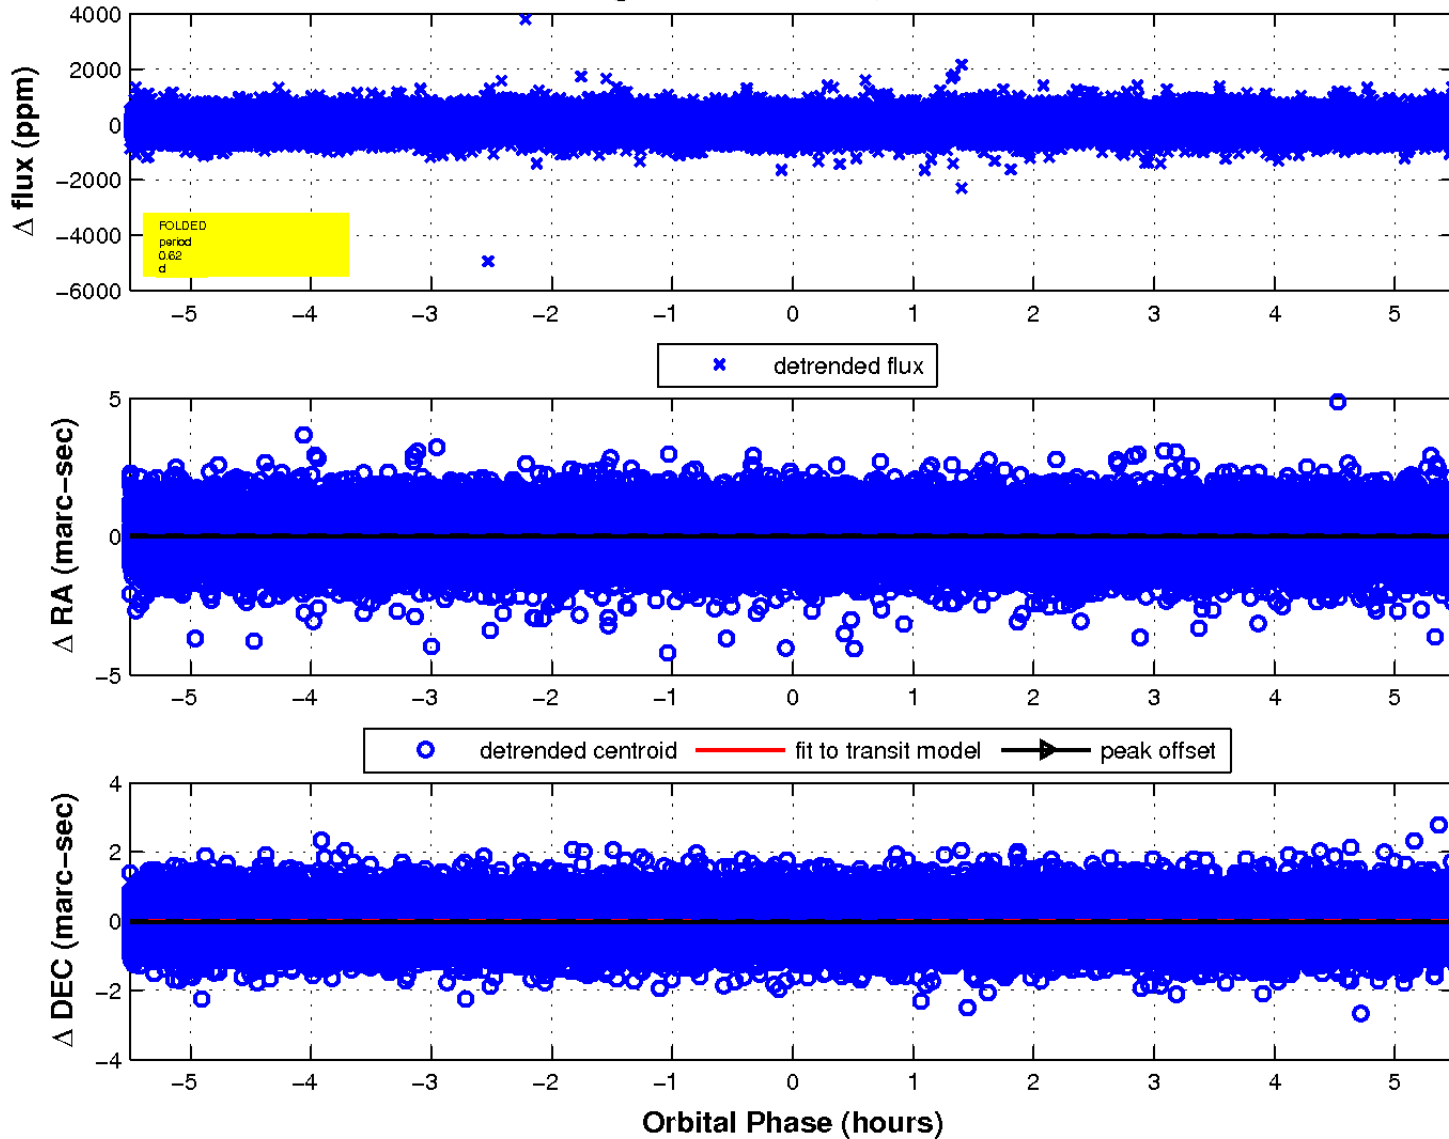 4000
2000
0
−2000
−4000
−6000
Δ flux (ppm)
FOLDED
period
0.62
d
−5 −4 −3 −2 −1 0 1 2 3 4 5
detrended flux
5
0
−5
Δ RA (marc−sec)
−5 −4 −3 −2 −1 0 1 2 3 4 5
detrended centroid fit to transit model peak offset
4
2
0
−2
−4
Δ DEC (marc−sec)
−5 −4 −3 −2 −1 0 1 2 3 4 5
Orbital Phase (hours)